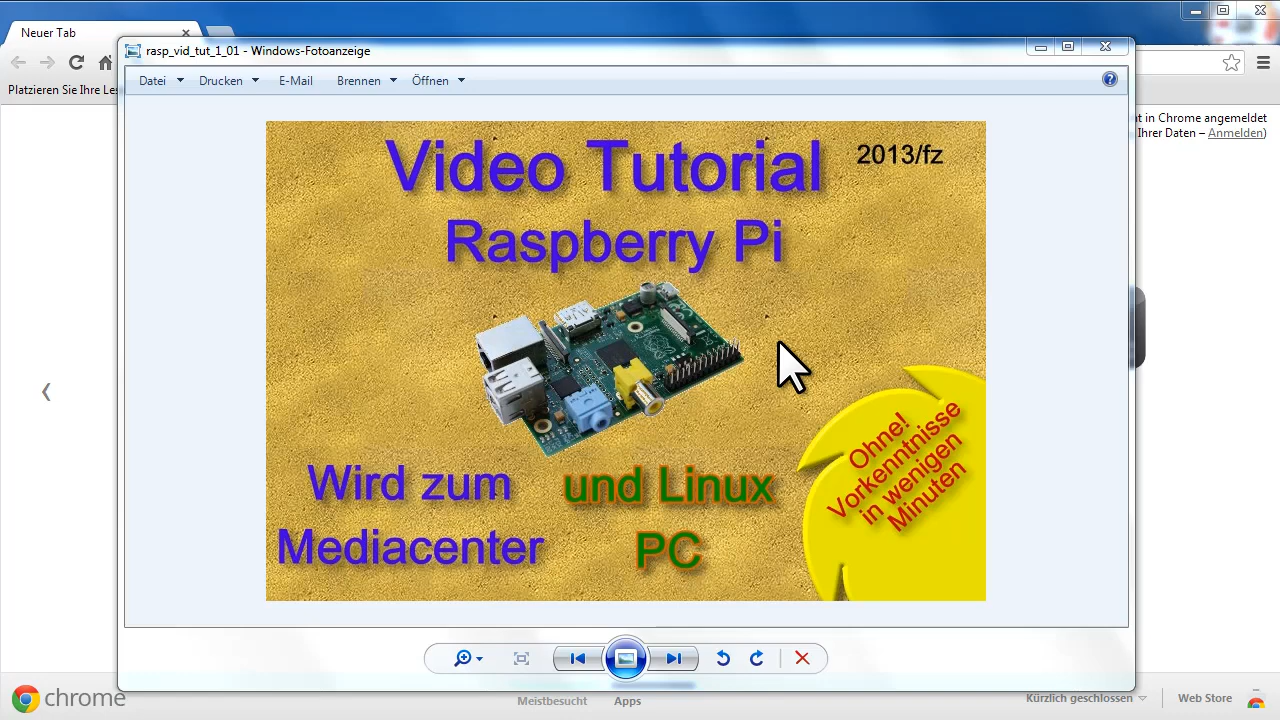 Neuer Tab
rasp_vid_tut_1_01 - Windows-Fotoanzeige
Datei Drucken E-Mail Brennen Öffnen
Platzieren Sie Ihre Les
t in Chrome angemeldet
Ihrer Daten – Anmelden)
Video Tutorial
2013/fz
Raspberry Pi
Ohne!
Vorkenntnisse
in wenigen
Minuten
Wird zum
Mediacenter
und Linux
PC
chrome
Meistbesucht Apps
Kürzlich geschlossen Web Store